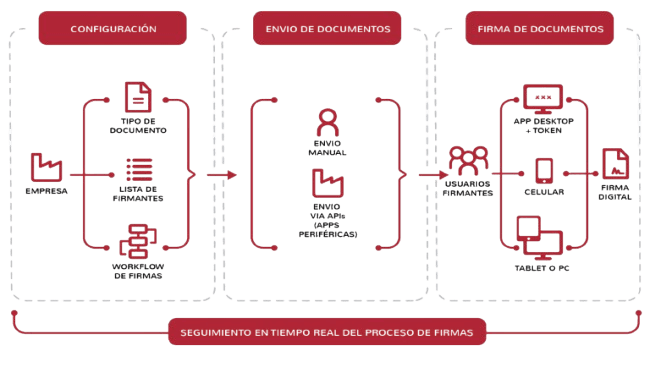 CONFIGURACIÓN
EMPRESA
TIPO DE
DOCUMENTO
LISTA DE
FIRMANTES
WORKFLOW
DE FIRMAS
ENVIO DE DOCUMENTOS
ENVIO
MANUAL
ENVIO
VIA APIs
(APPS
PERIFÉRICAS)
FIRMA DE DOCUMENTOS
USUARIOS
FIRMANTES
APP DESKTOP
+ TOKEN
CELULAR
TABLET O PC
FIRMA
DIGITAL
SEGUIMIENTO EN TIEMPO REAL DEL PROCESO DE FIRMAS